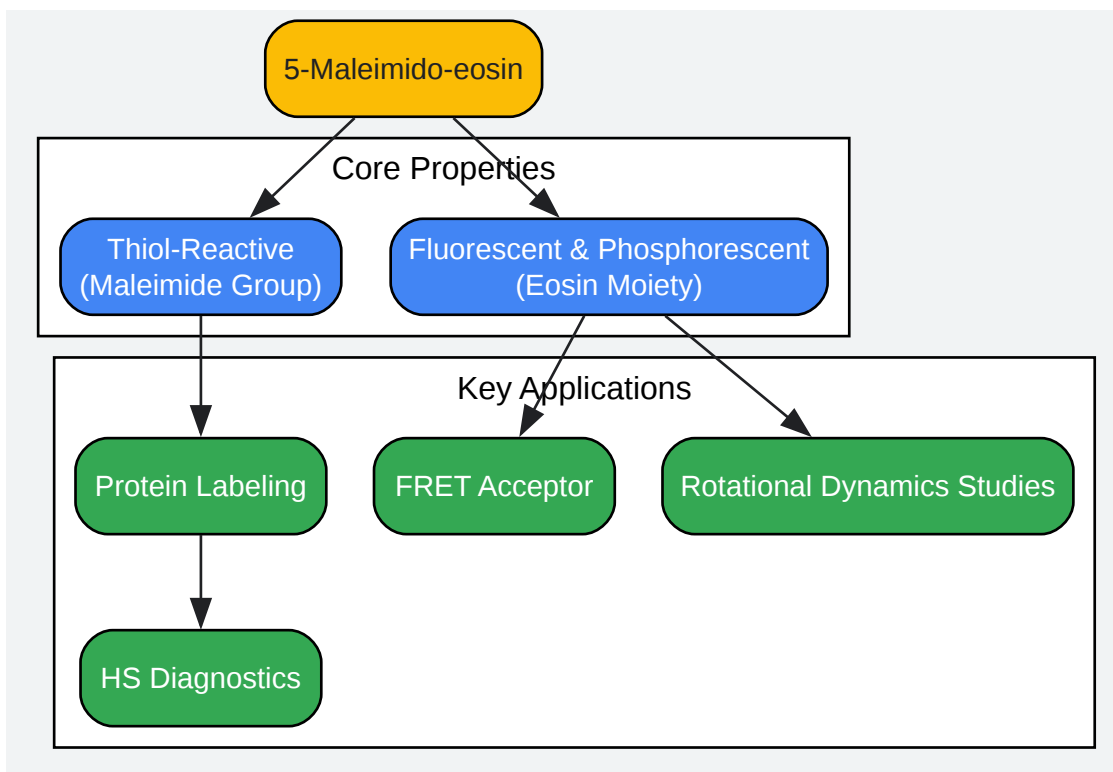 5-Maleimido-eosin
Core Properties
Thiol-Reactive
(Maleimide Group)
Fluorescent & Phosphorescent
(Eosin Moiety)
Key Applications
Protein Labeling
FRET Acceptor
Rotational Dynamics Studies
HS Diagnostics